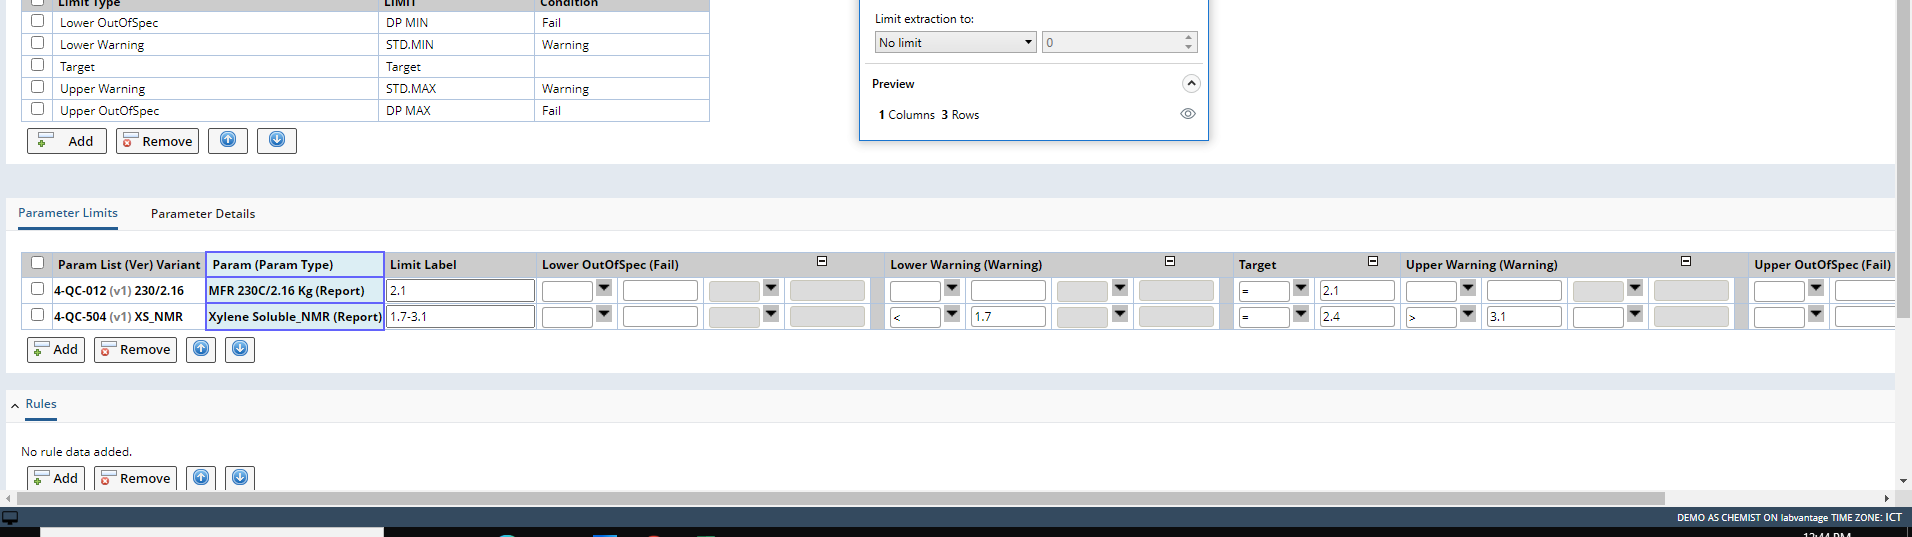 Limit Type LIMIT Condition
Lower OutOfSpec DP MIN Fail
Lower Warning STD.MIN Warning
Target Target
Upper Warning STD.MAX Warning
Upper OutOfSpec DP MAX Fail
Add Remove
Limit extraction to:
No limit 0
Preview
1 Columns 3 Rows
Parameter Limits Parameter Details
Param List (Ver) Variant Param (Param Type) Limit Label Lower OutOfSpec (Fail) Lower Warning (Warning) Target Upper Warning (Warning) Upper OutOfSpec (Fail)
4-QC-012 (v1) 230/2.16 MFR 230C/2.16 Kg (Report) 2.1 = 2.1
4-QC-504 (v1) XS_NMR Xylene Soluble_NMR (Report) 1.7-3.1 < 1.7 = 2.4 > 3.1
Add Remove
Rules
No rule data added.
Add Remove
DEMO AS CHEMIST ON labvantage TIME ZONE: ICT
12:44 PM